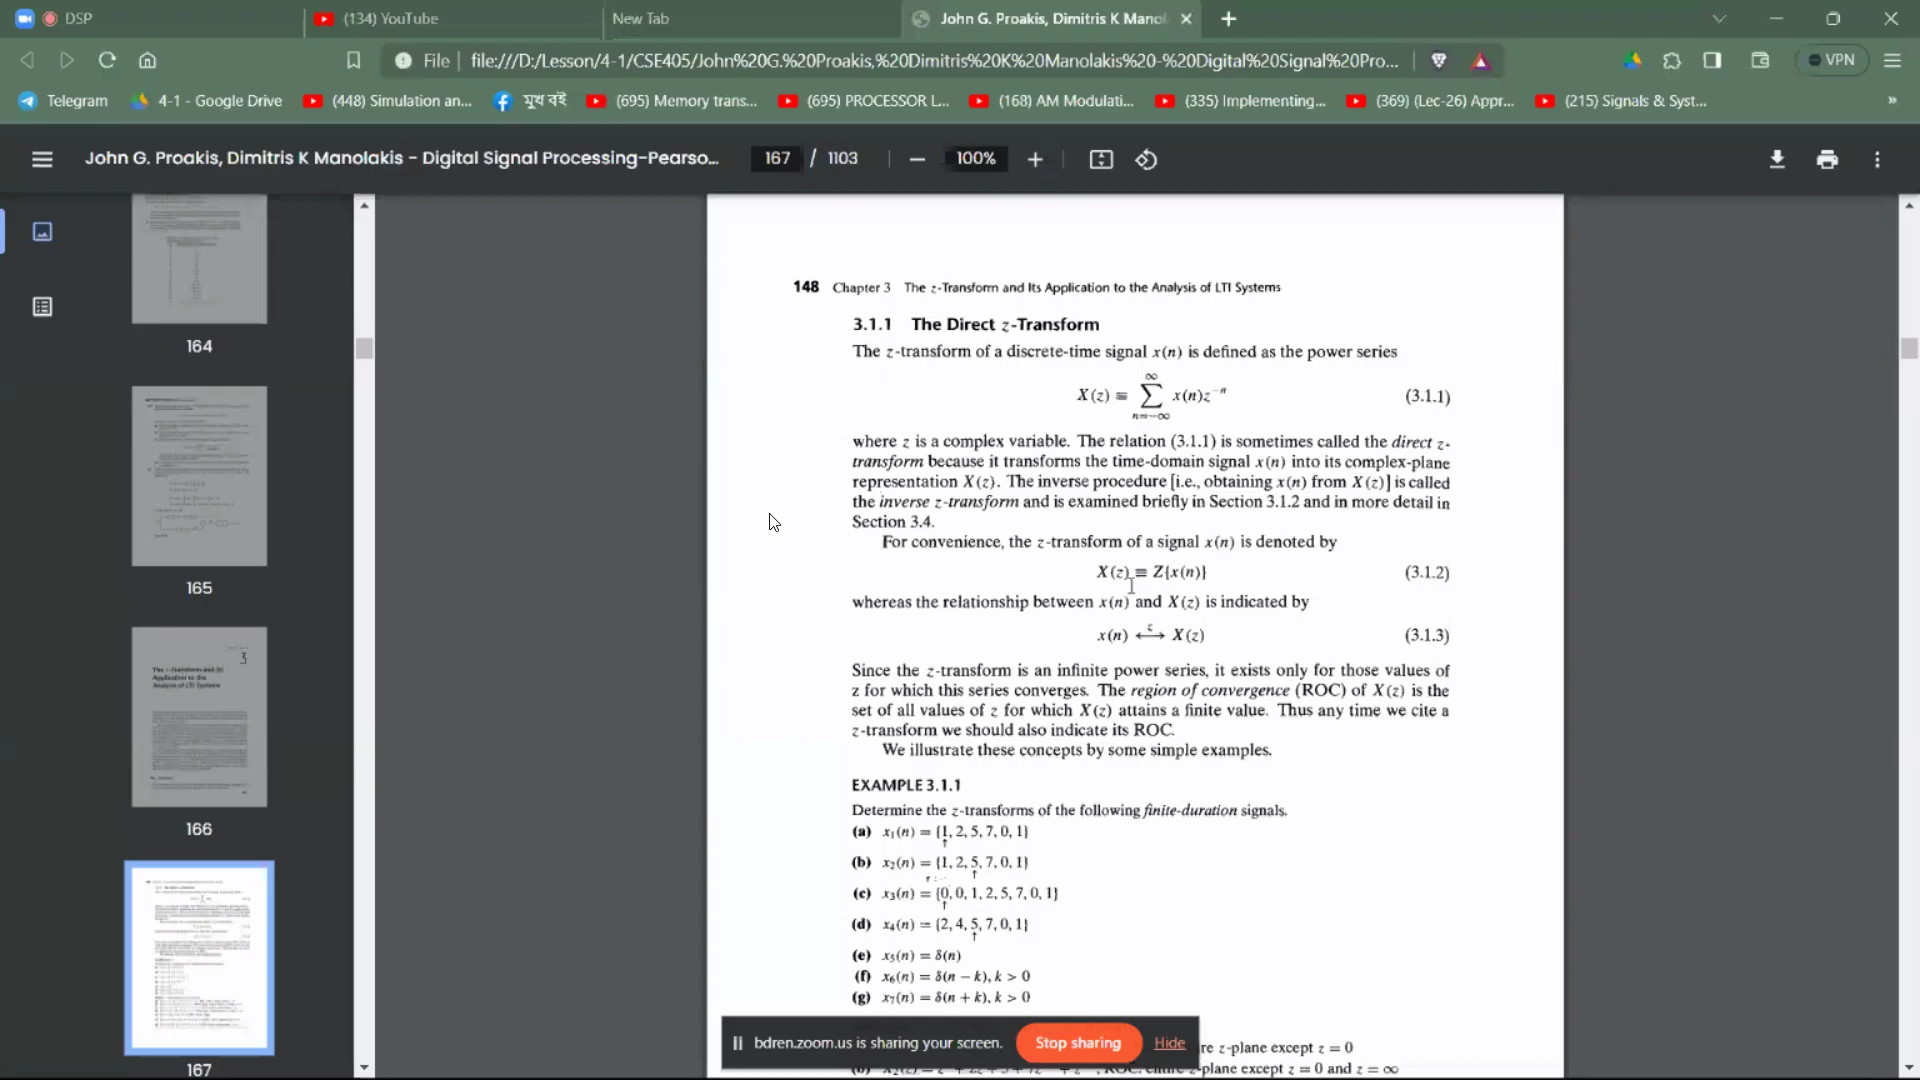 DSP
(134) YouTube
New Tab
John G. Proakis, Dimitris K Manol
File
file:///D:/Lesson/4-1/CSE405/John%20G.%20Proakis,%20Dimitris%20K%20Manolakis%20-%20Digital%20Signal%20Pro...
VPN
Telegram
4-1 - Google Drive
(448) Simulation an...
মুখ বই
(695) Memory trans...
(695) PROCESSOR L...
(168) AM Modulati...
(335) Implementing...
(369) (Lec-26) Appr...
(215) Signals & Syst...
John G. Proakis, Dimitris K Manolakis - Digital Signal Processing-Pearso...
167 / 1103
100%
164
165
3
The z-Transform and Its
Application to the
Analysis of LTI Systems
166
167
148 Chapter 3 The z-Transform and Its Application to the Analysis of LTI Systems
3.1.1 The Direct z-Transform
The z-transform of a discrete-time signal x(n) is defined as the power series
X(z) ≡ ∑ x(n)z⁻ⁿ (3.1.1)
∞
n=-∞
where z is a complex variable. The relation (3.1.1) is sometimes called the direct z-
transform because it transforms the time-domain signal x(n) into its complex-plane
representation X(z). The inverse procedure [i.e., obtaining x(n) from X(z)] is called
the inverse z-transform and is examined briefly in Section 3.1.2 and in more detail in
Section 3.4.
For convenience, the z-transform of a signal x(n) is denoted by
X(z) ≡ Z{x(n)} (3.1.2)
whereas the relationship between x(n) and X(z) is indicated by
x(n) ⟷ X(z) (3.1.3)
z
Since the z-transform is an infinite power series, it exists only for those values of
z for which this series converges. The region of convergence (ROC) of X(z) is the
set of all values of z for which X(z) attains a finite value. Thus any time we cite a
z-transform we should also indicate its ROC.
We illustrate these concepts by some simple examples.
EXAMPLE 3.1.1
Determine the z-transforms of the following finite-duration signals.
(a) x₁(n) = {1, 2, 5, 7, 0, 1}
↑
(b) x₂(n) = {1, 2, 5, 7, 0, 1}
↑
(c) x₃(n) = {0, 0, 1, 2, 5, 7, 0, 1}
↑
(d) x₄(n) = {2, 4, 5, 7, 0, 1}
↑
(e) x₅(n) = δ(n)
(f) x₆(n) = δ(n − k), k > 0
(g) x₇(n) = δ(n + k), k > 0
bdren.zoom.us is sharing your screen.
Stop sharing
Hide
re z-plane except z = 0
z-plane except z = 0 and z = ∞